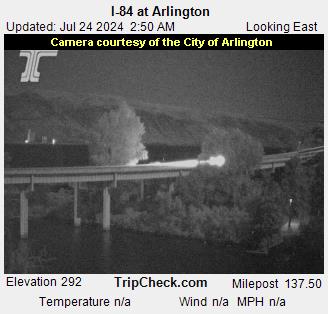 I-84 at Arlington
Updated: Jul 24 2024 2:50 AM Looking East
Camera courtesy of the City of Arlington
Elevation 292 TripCheck.com Milepost 137.50
Temperature n/a Wind n/a MPH n/a